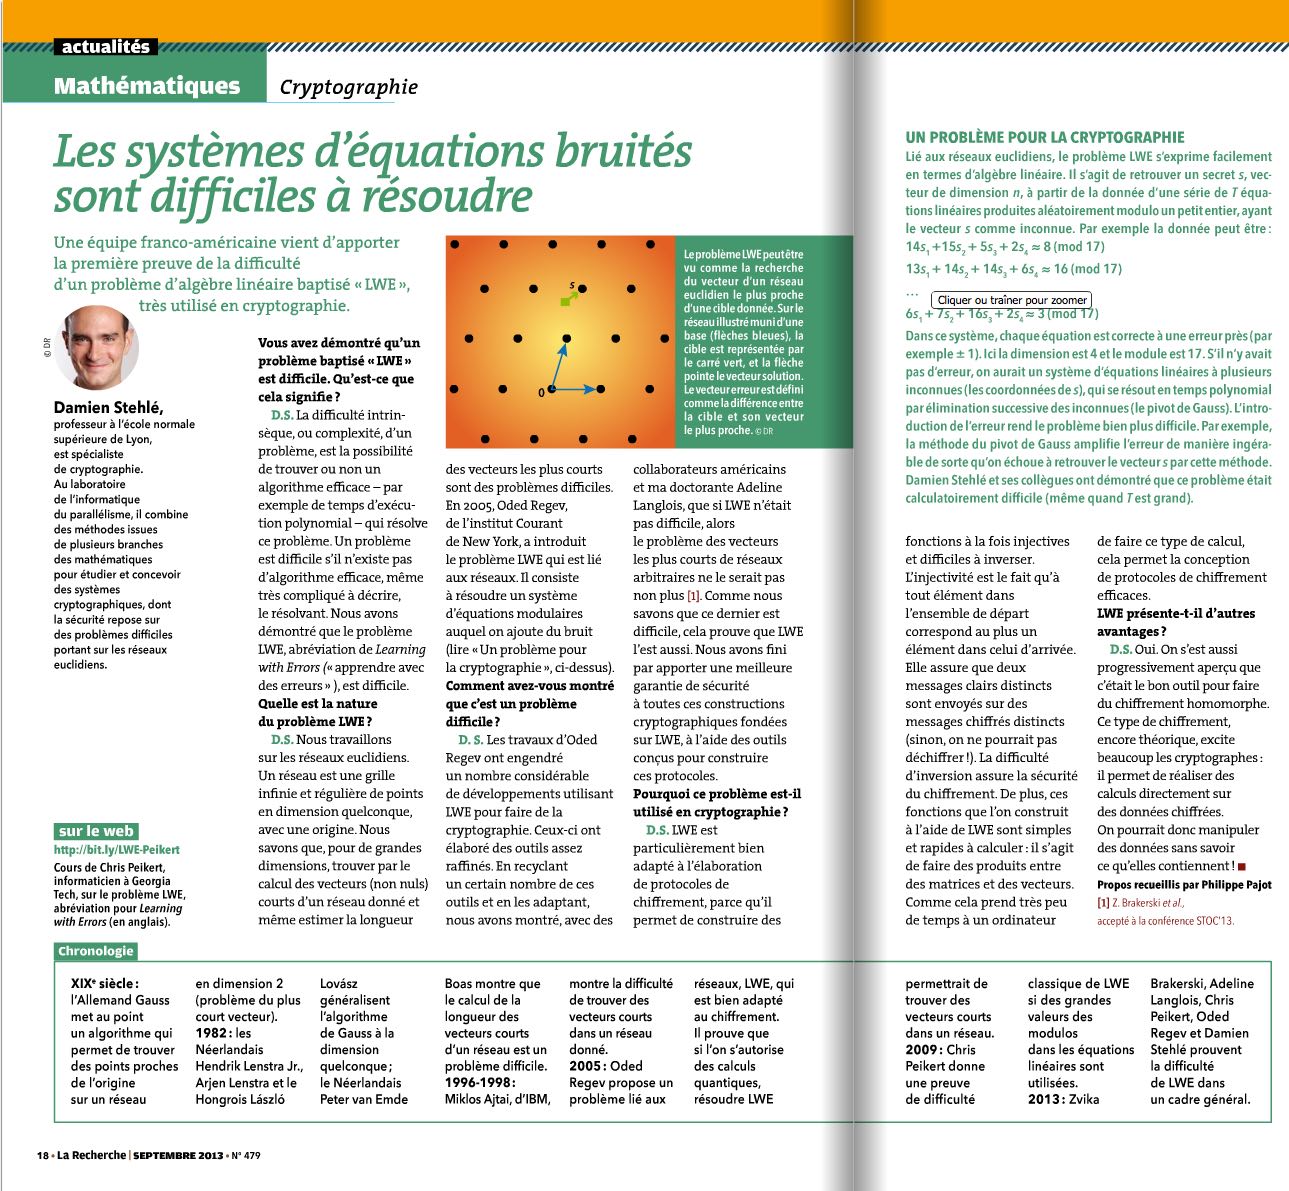 actualités
Mathématiques
Cryptographie
Les systèmes d'équations bruités
sont difficiles à résoudre
Une équipe franco-américaine vient d'apporter
la première preuve de la difficulté
d'un problème d'algèbre linéaire baptisé « LWE »,
très utilisé en cryptographie.
© DR
Damien Stehlé,
professeur à l'école normale
supérieure de Lyon,
est spécialiste
de cryptographie.
Au laboratoire
de l'informatique
du parallélisme, il combine
des méthodes issues
de plusieurs branches
des mathématiques
pour étudier et concevoir
des systèmes
cryptographiques, dont
la sécurité repose sur
des problèmes difficiles
portant sur les réseaux
euclidiens.
sur le web
http://bit.ly/LWE-Peikert
Cours de Chris Peikert,
informaticien à Georgia
Tech, sur le problème LWE,
abréviation pour Learning
with Errors (en anglais).
Vous avez démontré qu'un
problème baptisé « LWE »
est difficile. Qu'est-ce que
cela signifie ?
D.S. La difficulté intrin-
sèque, ou complexité, d'un
problème, est la possibilité
de trouver ou non un
algorithme efficace – par
exemple de temps d'exécu-
tion polynomial – qui résolve
ce problème. Un problème
est difficile s'il n'existe pas
d'algorithme efficace, même
très compliqué à décrire,
le résolvant. Nous avons
démontré que le problème
LWE, abréviation de Learning
with Errors (« apprendre avec
des erreurs » ), est difficile.
Quelle est la nature
du problème LWE ?
D.S. Nous travaillons
sur les réseaux euclidiens.
Un réseau est une grille
infinie et régulière de points
en dimension quelconque,
avec une origine. Nous
savons que, pour de grandes
dimensions, trouver par le
calcul des vecteurs (non nuls)
courts d'un réseau donné et
même estimer la longueur
s
0
Le problème LWE peut être
vu comme la recherche
du vecteur d'un réseau
euclidien le plus proche
d'une cible donnée. Sur le
réseau illustré muni d'une
base (flèches bleues), la
cible est représentée par
le carré vert, et la flèche
pointe le vecteur solution.
Le vecteur erreur est défini
comme la différence entre
la cible et son vecteur
le plus proche. © DR
des vecteurs les plus courts
sont des problèmes difficiles.
En 2005, Oded Regev,
de l'institut Courant
de New York, a introduit
le problème LWE qui est lié
aux réseaux. Il consiste
à résoudre un système
d'équations modulaires
auquel on ajoute du bruit
(lire « Un problème pour
la cryptographie », ci-dessus).
Comment avez-vous montré
que c'est un problème
difficile ?
D. S. Les travaux d'Oded
Regev ont engendré
un nombre considérable
de développements utilisant
LWE pour faire de la
cryptographie. Ceux-ci ont
élaboré des outils assez
raffinés. En recyclant
un certain nombre de ces
outils et en les adaptant,
nous avons montré, avec des
collaborateurs américains
et ma doctorante Adeline
Langlois, que si LWE n'était
pas difficile, alors
le problème des vecteurs
les plus courts de réseaux
arbitraires ne le serait pas
non plus [1]. Comme nous
savons que ce dernier est
difficile, cela prouve que LWE
l'est aussi. Nous avons fini
par apporter une meilleure
garantie de sécurité
à toutes ces constructions
cryptographiques fondées
sur LWE, à l'aide des outils
conçus pour construire
ces protocoles.
Pourquoi ce problème est-il
utilisé en cryptographie ?
D.S. LWE est
particulièrement bien
adapté à l'élaboration
de protocoles de
chiffrement, parce qu'il
permet de construire des
UN PROBLÈME POUR LA CRYPTOGRAPHIE
Lié aux réseaux euclidiens, le problème LWE s'exprime facilement
en termes d'algèbre linéaire. Il s'agit de retrouver un secret s, vec-
teur de dimension n, à partir de la donnée d'une série de T équa-
tions linéaires produites aléatoirement modulo un petit entier, ayant
le vecteur s comme inconnue. Par exemple la donnée peut être :
14s₁ +15s₂ + 5s₃ + 2s₄ ≈ 8 (mod 17)
13s₁ + 14s₂ + 14s₃ + 6s₄ ≈ 16 (mod 17)
...
Cliquer ou traîner pour zoomer
6s₁ + 7s₂ + 16s₃ + 2s₄ ≈ 3 (mod 17)
Dans ce système, chaque équation est correcte à une erreur près (par
exemple ± 1). Ici la dimension est 4 et le module est 17. S'il n'y avait
pas d'erreur, on aurait un système d'équations linéaires à plusieurs
inconnues (les coordonnées de s), qui se résout en temps polynomial
par élimination successive des inconnues (le pivot de Gauss). L'intro-
duction de l'erreur rend le problème bien plus difficile. Par exemple,
la méthode du pivot de Gauss amplifie l'erreur de manière ingéra-
ble de sorte qu'on échoue à retrouver le vecteur s par cette méthode.
Damien Stehlé et ses collègues ont démontré que ce problème était
calculatoirement difficile (même quand T est grand).
fonctions à la fois injectives
et difficiles à inverser.
L'injectivité est le fait qu'à
tout élément dans
l'ensemble de départ
correspond au plus un
élément dans celui d'arrivée.
Elle assure que deux
messages clairs distincts
sont envoyés sur des
messages chiffrés distincts
(sinon, on ne pourrait pas
déchiffrer !). La difficulté
d'inversion assure la sécurité
du chiffrement. De plus, ces
fonctions que l'on construit
à l'aide de LWE sont simples
et rapides à calculer : il s'agit
de faire des produits entre
des matrices et des vecteurs.
Comme cela prend très peu
de temps à un ordinateur
de faire ce type de calcul,
cela permet la conception
de protocoles de chiffrement
efficaces.
LWE présente-t-il d'autres
avantages ?
D.S. Oui. On s'est aussi
progressivement aperçu que
c'était le bon outil pour faire
du chiffrement homomorphe.
Ce type de chiffrement,
encore théorique, excite
beaucoup les cryptographes :
il permet de réaliser des
calculs directement sur
des données chiffrées.
On pourrait donc manipuler
des données sans savoir
ce qu'elles contiennent ! ■
Propos recueillis par Philippe Pajot
[1] Z. Brakerski et al.,
accepté à la conférence STOC'13.
Chronologie
XIXe siècle :
l'Allemand Gauss
met au point
un algorithme qui
permet de trouver
des points proches
de l'origine
sur un réseau
en dimension 2
(problème du plus
court vecteur).
1982 : les
Néerlandais
Hendrik Lenstra Jr.,
Arjen Lenstra et le
Hongrois László
Lovász
généralisent
l'algorithme
de Gauss à la
dimension
quelconque ;
le Néerlandais
Peter van Emde
Boas montre que
le calcul de la
longueur des
vecteurs courts
d'un réseau est un
problème difficile.
1996-1998 :
Miklos Ajtai, d'IBM,
montre la difficulté
de trouver des
vecteurs courts
dans un réseau
donné.
2005 : Oded
Regev propose un
problème lié aux
réseaux, LWE, qui
est bien adapté
au chiffrement.
Il prouve que
si l'on s'autorise
des calculs
quantiques,
résoudre LWE
permettrait de
trouver des
vecteurs courts
dans un réseau.
2009 : Chris
Peikert donne
une preuve
de difficulté
classique de LWE
si des grandes
valeurs des
modulos
dans les équations
linéaires sont
utilisées.
2013 : Zvika
Brakerski, Adeline
Langlois, Chris
Peikert, Oded
Regev et Damien
Stehlé prouvent
la difficulté
de LWE dans
un cadre général.
18 • La Recherche | SEPTEMBRE 2013 • N° 479